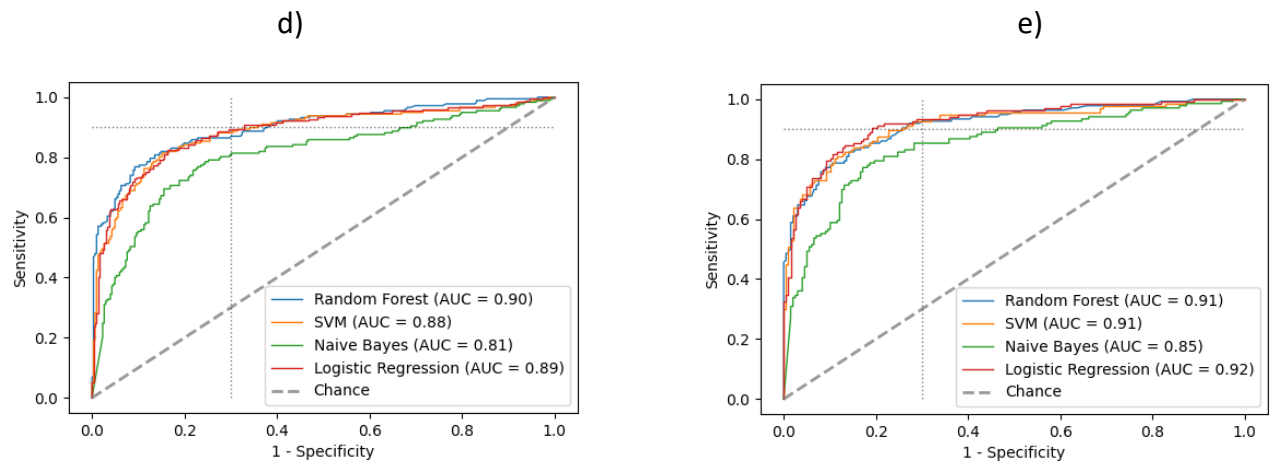 d)
1.0
0.8
0.6
0.4
0.2
0.0
Sensitivity
Random Forest (AUC = 0.90)
SVM (AUC = 0.88)
Naive Bayes (AUC = 0.81)
Logistic Regression (AUC = 0.89)
Chance
0.0 0.2 0.4 0.6 0.8 1.0
1 - Specificity
e)
1.0
0.8
0.6
0.4
0.2
0.0
Sensitivity
Random Forest (AUC = 0.91)
SVM (AUC = 0.91)
Naive Bayes (AUC = 0.85)
Logistic Regression (AUC = 0.92)
Chance
0.0 0.2 0.4 0.6 0.8 1.0
1 - Specificity